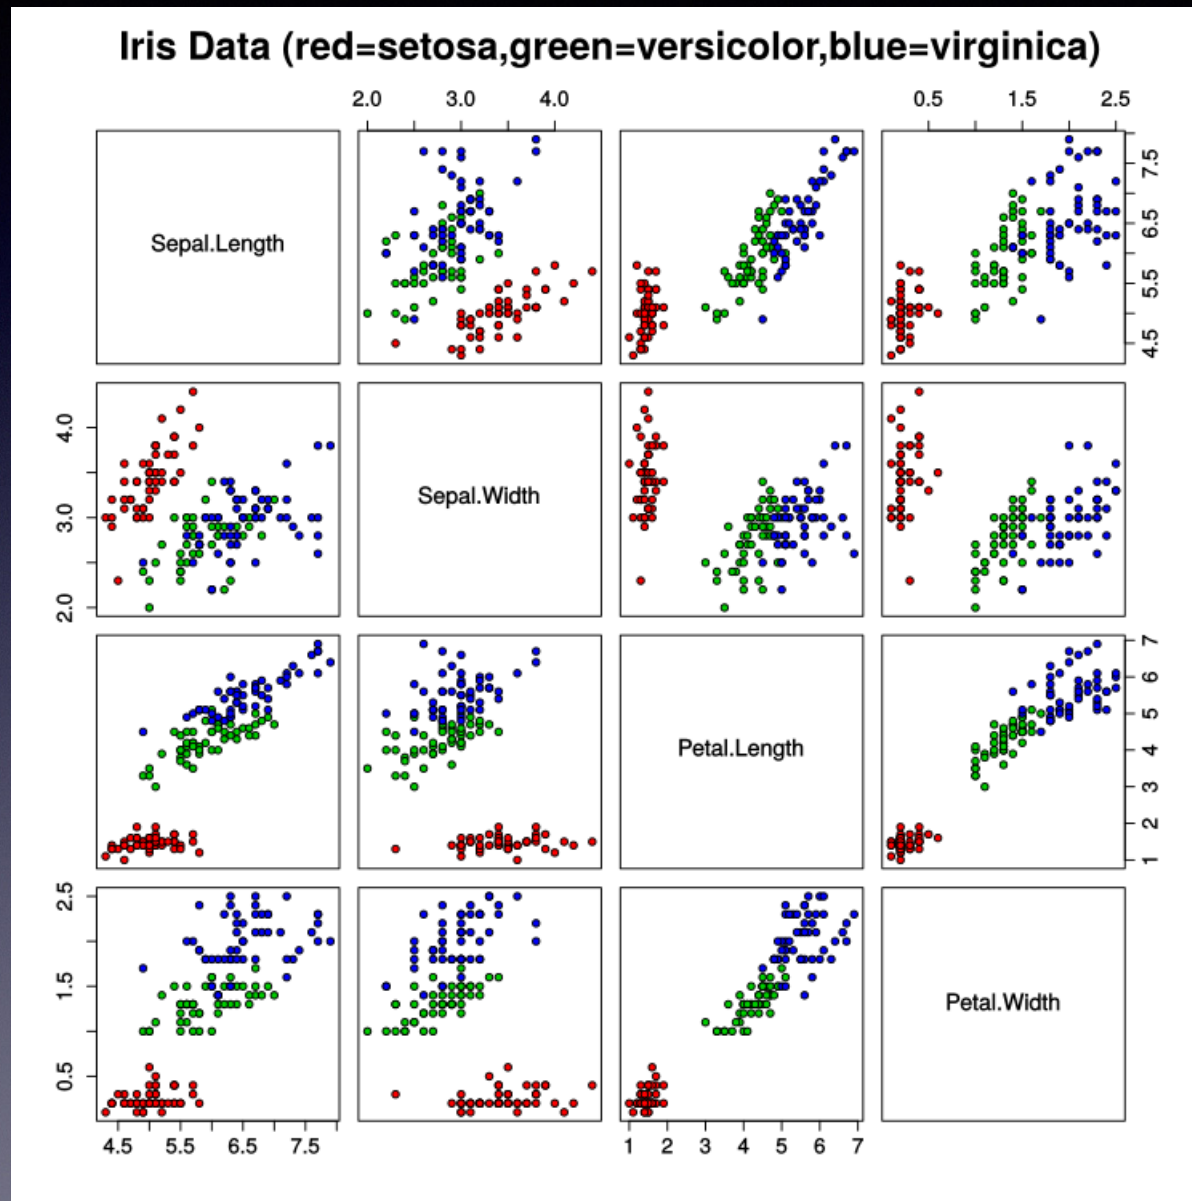 Iris Data (red=setosa,green=versicolor,blue=virginica)
2.0 3.0 4.0 0.5 1.5 2.5
Sepal.Length
4.5 5.5 6.5 7.5
2.0 3.0 4.0
Sepal.Width
Petal.Length
1 2 3 4 5 6 7
0.5 1.5 2.5
Petal.Width
4.5 5.5 6.5 7.5 1 2 3 4 5 6 7